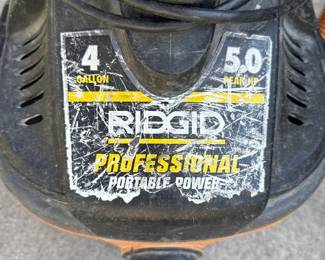 4 5.0
GALLON PEAK HP
RIDGID
PROFESSIONAL
PORTABLE POWER